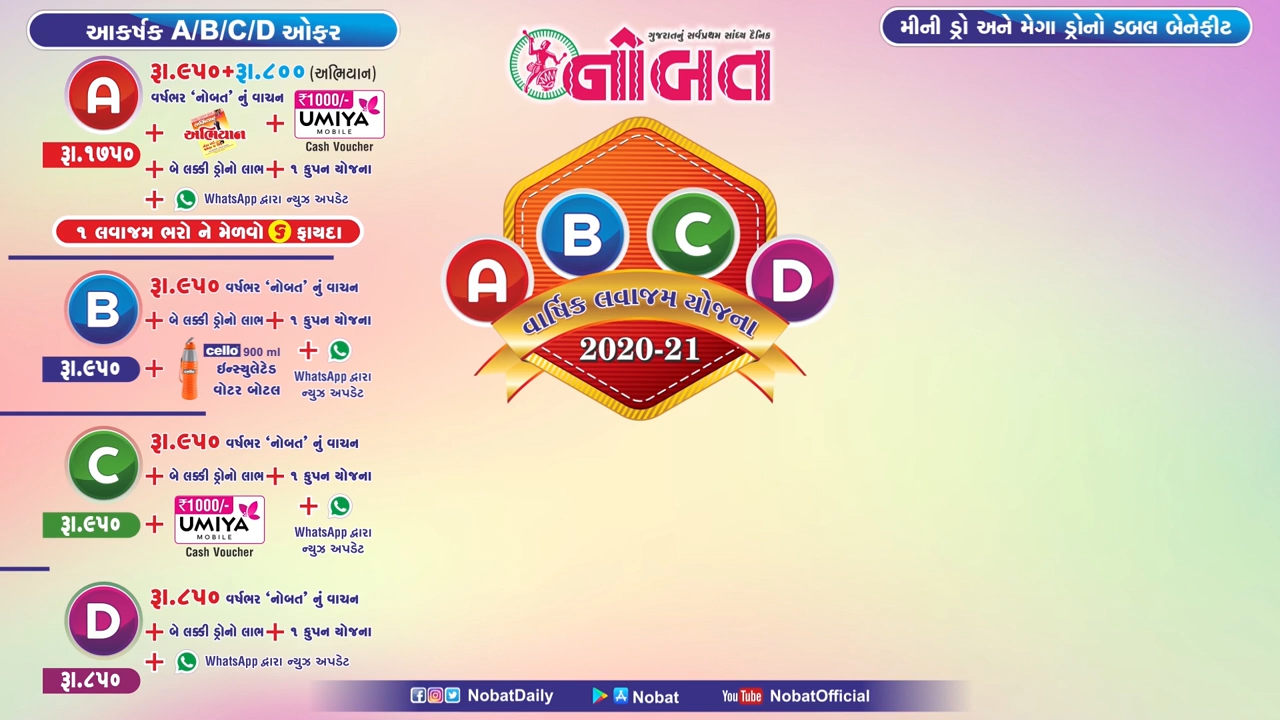 આકર્ષક A/B/C/D ઓફર
A
રૂા.૯૫૦+રૂા.૮૦૦ (અભિયાન)
વર્ષભર ‘નોબત’ નું વાચન
+ અભિયાન + ₹1000/- UMIYA MOBILE
Cash Voucher
રૂા.૧૭૫૦
+ બે લક્કી ડ્રોનો લાભ + ૧ કુપન યોજના
+ WhatsApp દ્વારા ન્યુઝ અપડેટ
૧ લવાજમ ભરો ને મેળવો ૬ ફાયદા
B
રૂા.૯૫૦ વર્ષભર ‘નોબત’ નું વાચન
+ બે લક્કી ડ્રોનો લાભ + ૧ કુપન યોજના
રૂા.૯૫૦
+ cello 900 ml
ઈન્સ્યુલેટેડ
વોટર બોટલ
+ WhatsApp દ્વારા
ન્યુઝ અપડેટ
C
રૂા.૯૫૦ વર્ષભર ‘નોબત’ નું વાચન
+ બે લક્કી ડ્રોનો લાભ + ૧ કુપન યોજના
રૂા.૯૫૦
+ ₹1000/- UMIYA MOBILE
Cash Voucher
+ WhatsApp દ્વારા
ન્યુઝ અપડેટ
D
રૂા.૮૫૦ વર્ષભર ‘નોબત’ નું વાચન
+ બે લક્કી ડ્રોનો લાભ + ૧ કુપન યોજના
+ WhatsApp દ્વારા ન્યુઝ અપડેટ
રૂા.૮૫૦
ગુજરાતનું સર્વપ્રથમ સાંધ્ય દૈનિક
નોબત
A B C D
વાર્ષિક લવાજમ યોજના
2020-21
મીની ડ્રો અને મેગા ડ્રોનો ડબલ બેનેફીટ
NobatDaily Nobat YouTube NobatOfficial